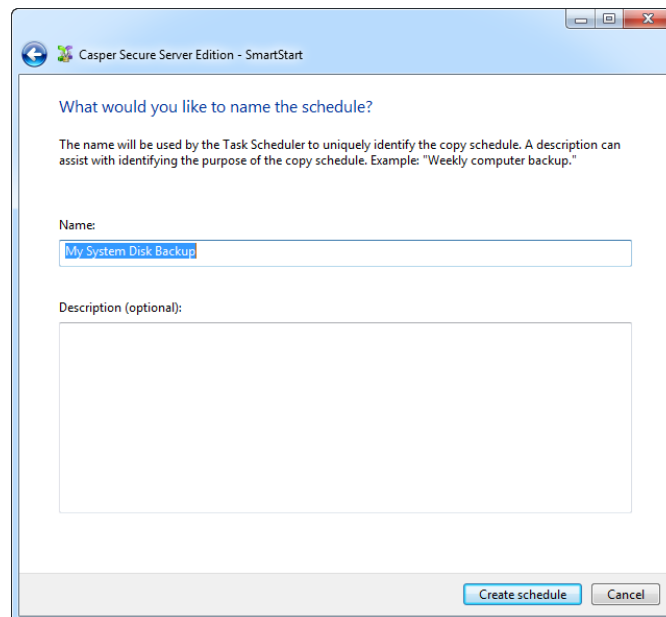 Casper Secure Server Edition - SmartStart
What would you like to name the schedule?
The name will be used by the Task Scheduler to uniquely identify the copy schedule. A description can
assist with identifying the purpose of the copy schedule. Example: "Weekly computer backup."
Name:
My System Disk Backup
Description (optional):
Create schedule
Cancel